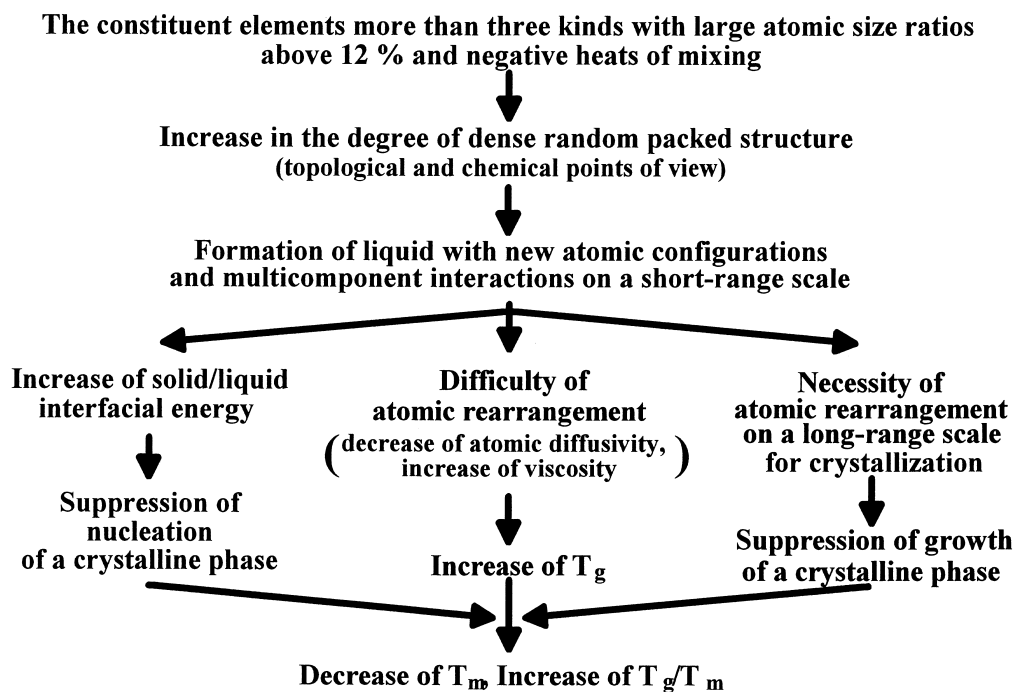 The constituent elements more than three kinds with large atomic size ratios
above 12 % and negative heats of mixing
Increase in the degree of dense random packed structure
(topological and chemical points of view)
Formation of liquid with new atomic configurations
and multicomponent interactions on a short-range scale
Increase of solid/liquid
interfacial energy
Suppression of
nucleation
of a crystalline phase
Difficulty of
atomic rearrangement
(decrease of atomic diffusivity,
increase of viscosity)
Increase of Tg
Necessity of
atomic rearrangement
on a long-range scale
for crystallization
Suppression of growth
of a crystalline phase
Decrease of Tm, Increase of Tg/Tm